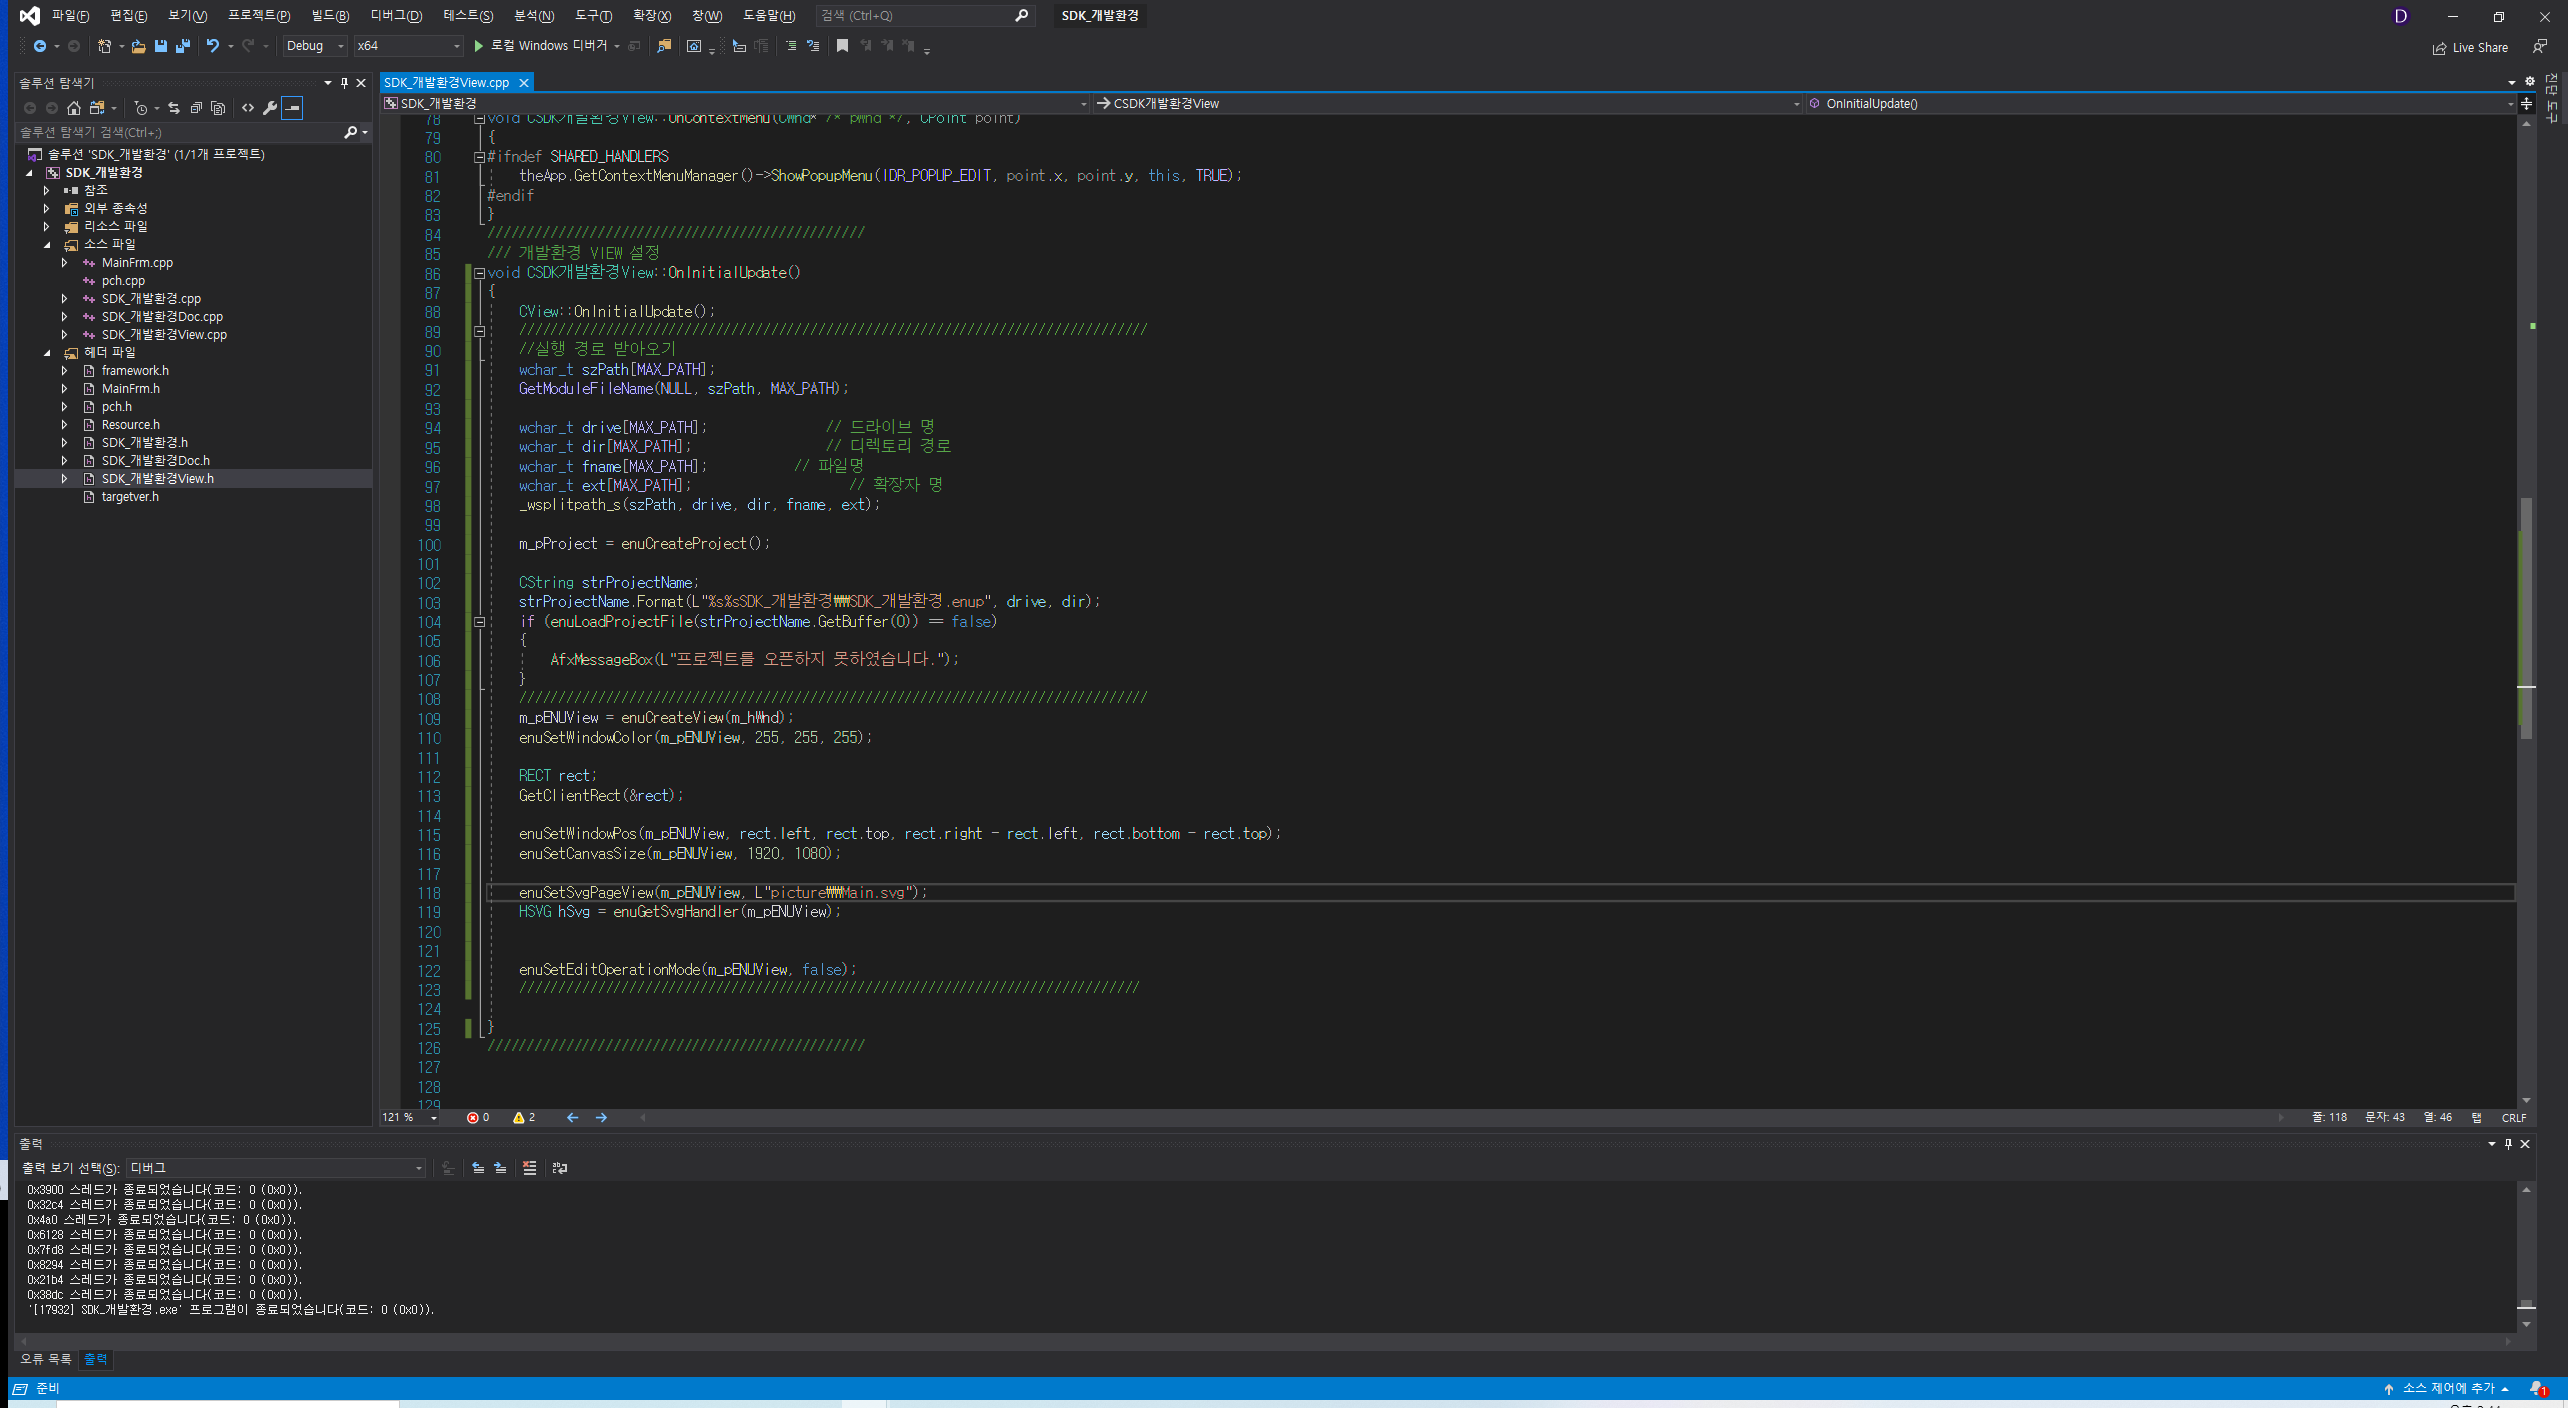 파일(F) 편집(E) 보기(V) 프로젝트(P) 빌드(B) 디버그(D) 테스트(S) 분석(N) 도구(T) 확장(X) 창(W) 도움말(H) 검색 (Ctrl+Q) SDK_개발환경 D
Debug x64 로컬 Windows 디버거 Live Share
솔루션 탐색기
솔루션 탐색기 검색(Ctrl+;)
솔루션 'SDK_개발환경' (1/1개 프로젝트)
SDK_개발환경
참조
외부 종속성
리소스 파일
소스 파일
MainFrm.cpp
pch.cpp
SDK_개발환경.cpp
SDK_개발환경Doc.cpp
SDK_개발환경View.cpp
헤더 파일
framework.h
MainFrm.h
pch.h
Resource.h
SDK_개발환경.h
SDK_개발환경Doc.h
SDK_개발환경View.h
targetver.h
SDK_개발환경View.cpp
SDK_개발환경 CSDK개발환경View OnInitialUpdate()
진단 도구
78 void CSDK개발환경View::OnContextMenu(CWnd* /* pWnd */, CPoint point)
79 {
80 #ifndef SHARED_HANDLERS
81 theApp.GetContextMenuManager()->ShowPopupMenu(IDR_POPUP_EDIT, point.x, point.y, this, TRUE);
82 #endif
83 }
84 ////////////////////////////////////////////////
85 /// 개발환경 VIEW 설정
86 void CSDK개발환경View::OnInitialUpdate()
87 {
88 CView::OnInitialUpdate();
89 ////////////////////////////////////////////////////////////////////////////////
90 //실행 경로 받아오기
91 wchar_t szPath[MAX_PATH];
92 GetModuleFileName(NULL, szPath, MAX_PATH);
93
94 wchar_t drive[MAX_PATH]; // 드라이브 명
95 wchar_t dir[MAX_PATH]; // 디렉토리 경로
96 wchar_t fname[MAX_PATH]; // 파일명
97 wchar_t ext[MAX_PATH]; // 확장자 명
98 _wsplitpath_s(szPath, drive, dir, fname, ext);
99
100 m_pProject = enuCreateProject();
101
102 CString strProjectName;
103 strProjectName.Format(L"%s%sSDK_개발환경₩₩SDK_개발환경.enup", drive, dir);
104 if (enuLoadProjectFile(strProjectName.GetBuffer(0)) == false)
105 {
106 AfxMessageBox(L"프로젝트를 오픈하지 못하였습니다.");
107 }
108 ////////////////////////////////////////////////////////////////////////////////
109 m_pENUView = enuCreateView(m_hWnd);
110 enuSetWindowColor(m_pENUView, 255, 255, 255);
111
112 RECT rect;
113 GetClientRect(&rect);
114
115 enuSetWindowPos(m_pENUView, rect.left, rect.top, rect.right - rect.left, rect.bottom - rect.top);
116 enuSetCanvasSize(m_pENUView, 1920, 1080);
117
118 enuSetSvgPageView(m_pENUView, L"picture₩₩Main.svg");
119 HSVG hSvg = enuGetSvgHandler(m_pENUView);
120
121
122 enuSetEditOperationMode(m_pENUView, false);
123 ///////////////////////////////////////////////////////////////////////////////
124
125 }
126 ////////////////////////////////////////////////
127
128
129
121 % 0 2 줄: 118 문자: 43 열: 46 탭 CRLF
출력
출력 보기 선택(S): 디버그
0x3900 스레드가 종료되었습니다(코드: 0 (0x0)).
0x32c4 스레드가 종료되었습니다(코드: 0 (0x0)).
0x4a0 스레드가 종료되었습니다(코드: 0 (0x0)).
0x6128 스레드가 종료되었습니다(코드: 0 (0x0)).
0x7fd8 스레드가 종료되었습니다(코드: 0 (0x0)).
0x8294 스레드가 종료되었습니다(코드: 0 (0x0)).
0x21b4 스레드가 종료되었습니다(코드: 0 (0x0)).
0x38dc 스레드가 종료되었습니다(코드: 0 (0x0)).
'[17932] SDK_개발환경.exe' 프로그램이 종료되었습니다(코드: 0 (0x0)).
오류 목록 출력
준비 소스 제어에 추가 1